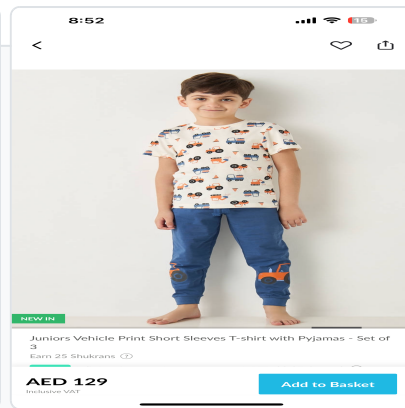 8:52
15
NEW IN
Juniors Vehicle Print Short Sleeves T-shirt with Pyjamas - Set of
3
Earn 25 Shukrans
AED 129
Inclusive VAT
Add to Basket